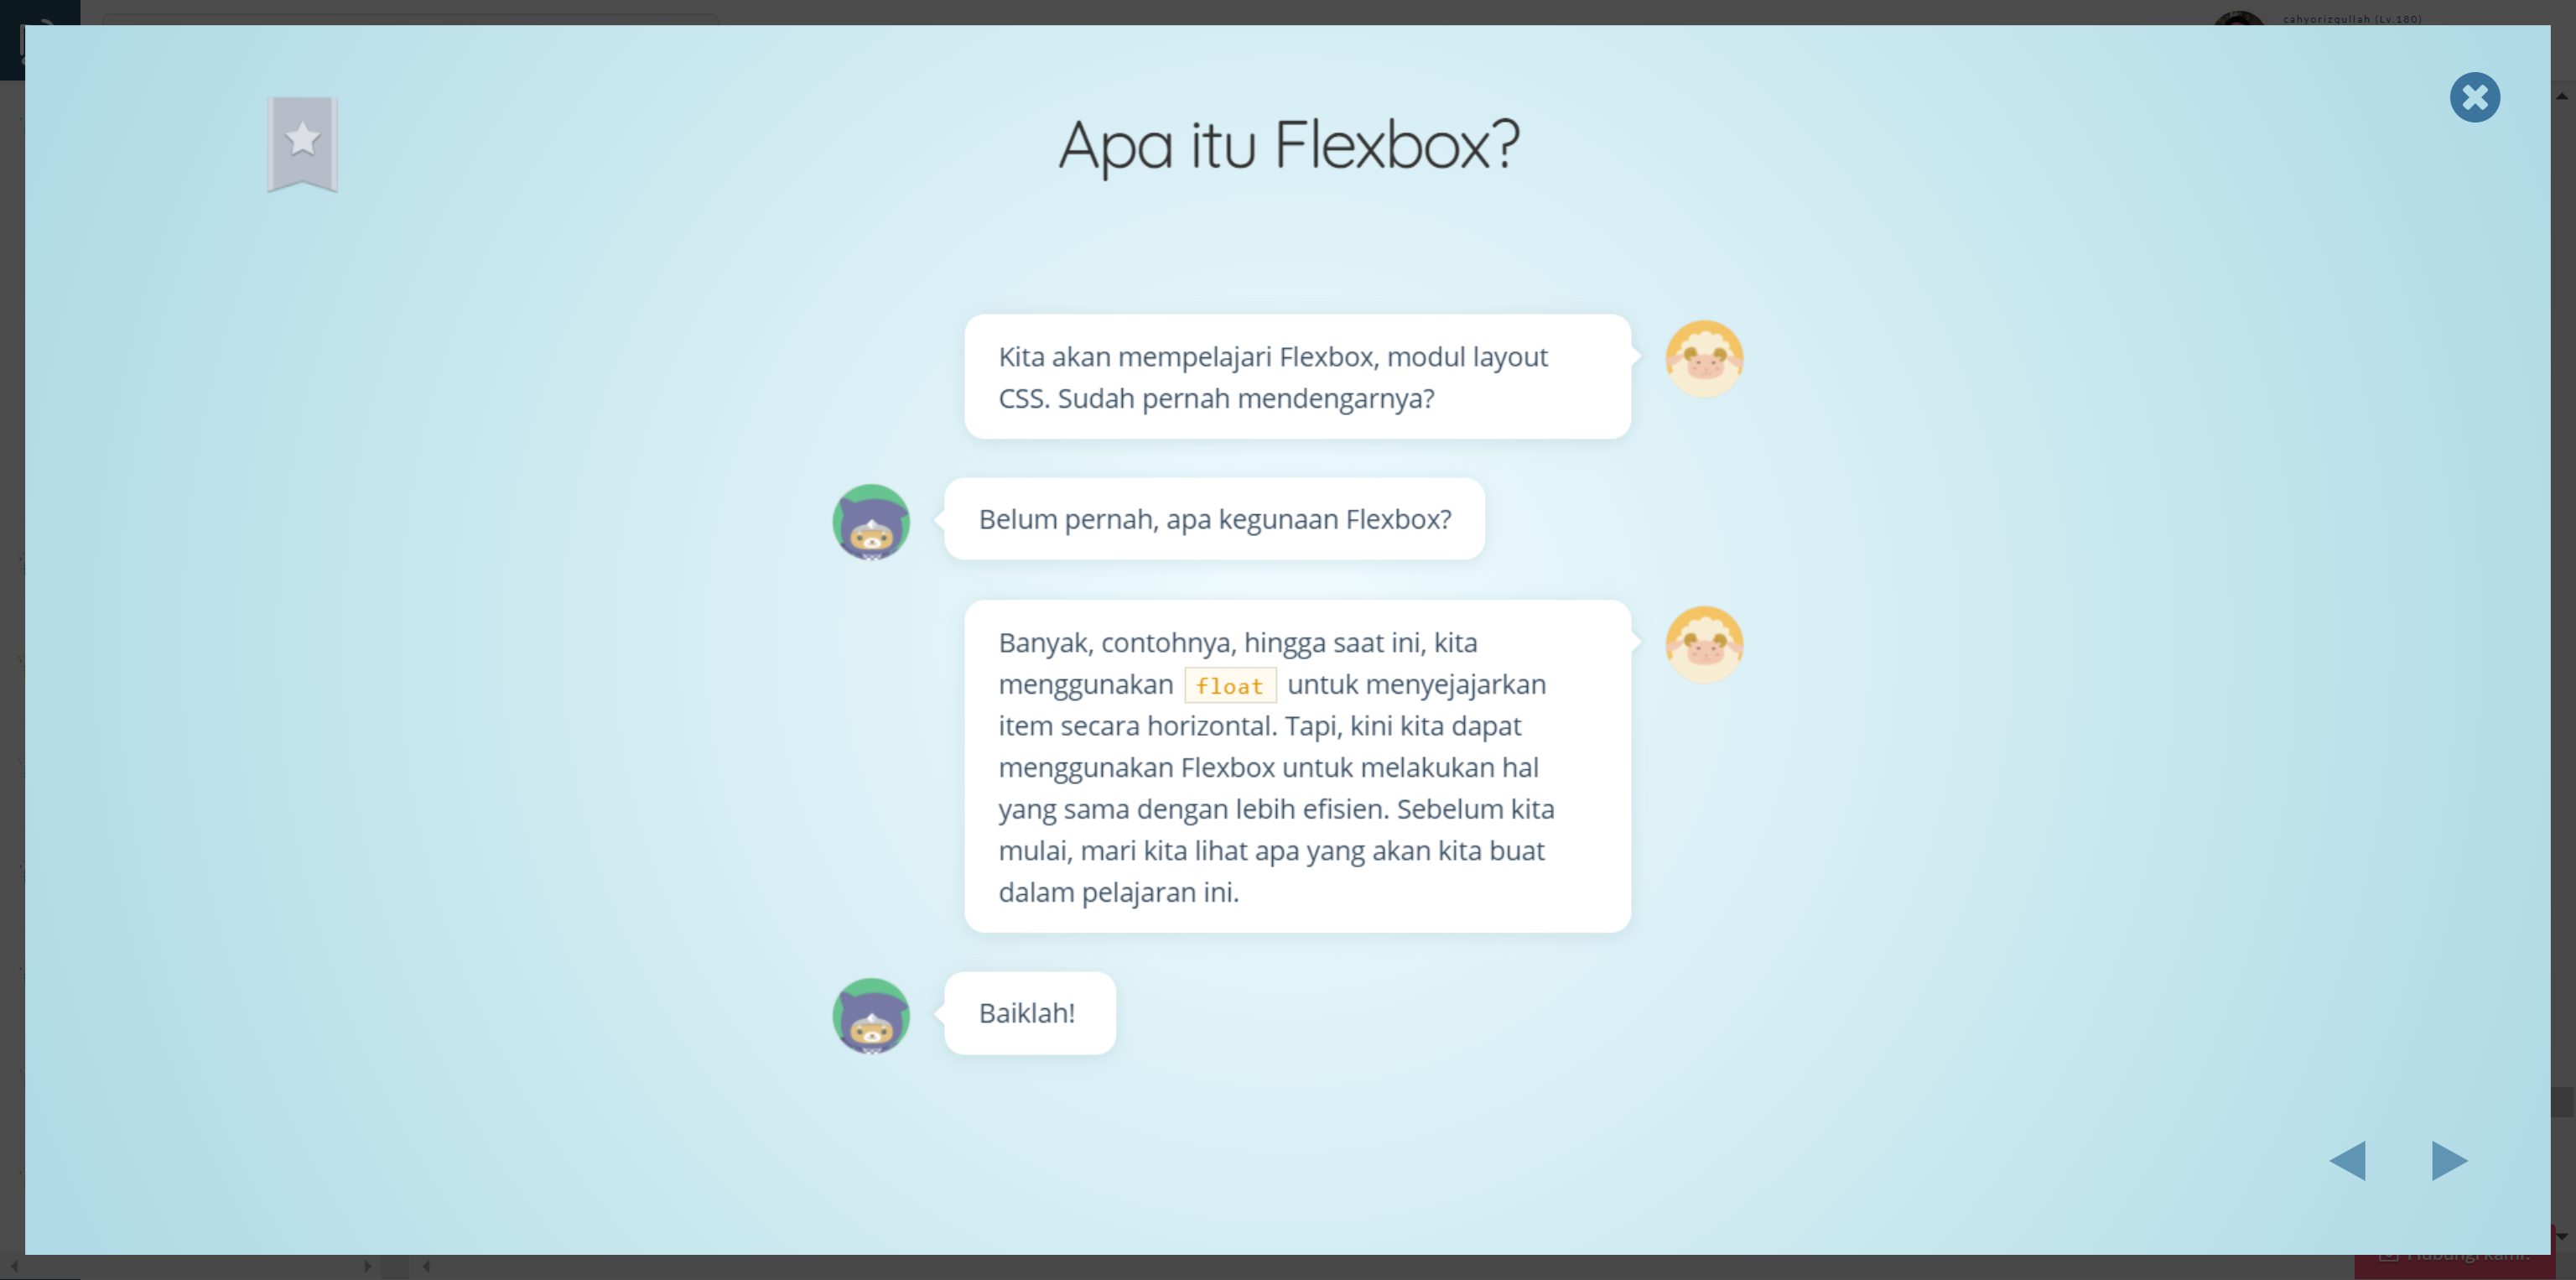 cahyorizqullah (Lv.180)
Apa itu Flexbox?
Kita akan mempelajari Flexbox, modul layout
CSS. Sudah pernah mendengarnya?
Belum pernah, apa kegunaan Flexbox?
Banyak, contohnya, hingga saat ini, kita
menggunakan float untuk menyejajarkan
item secara horizontal. Tapi, kini kita dapat
menggunakan Flexbox untuk melakukan hal
yang sama dengan lebih efisien. Sebelum kita
mulai, mari kita lihat apa yang akan kita buat
dalam pelajaran ini.
Baiklah!
Hubungi kami!